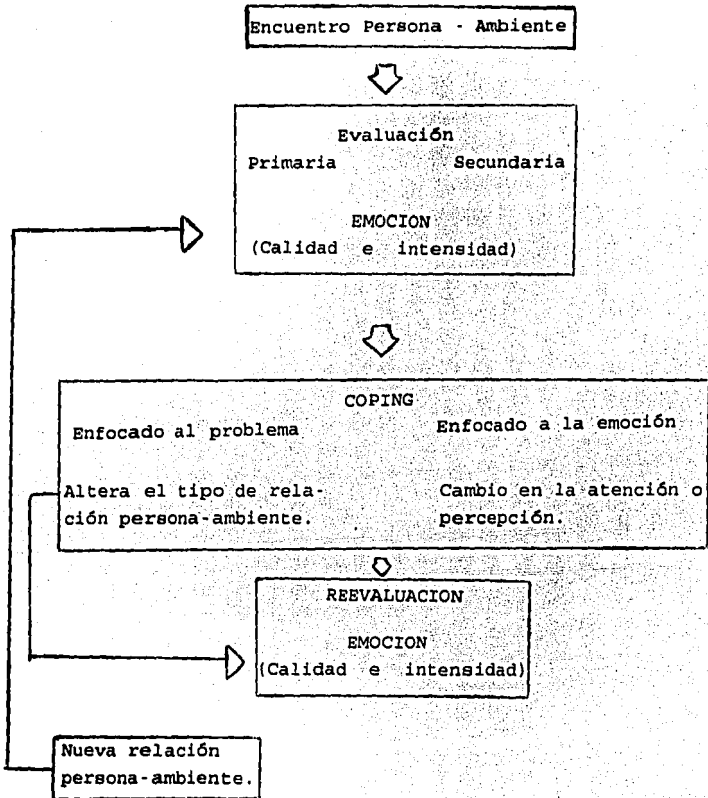 Encuentro Persona - Ambiente
Evaluación
Primaria Secundaria
EMOCION
(Calidad e intensidad)
COPING
Enfocado al problema Enfocado a la emoción
Altera el tipo de rela- Cambio en la atención o
ción persona-ambiente. percepción.
REEVALUACION
EMOCION
(Calidad e intensidad)
Nueva relación
persona-ambiente.